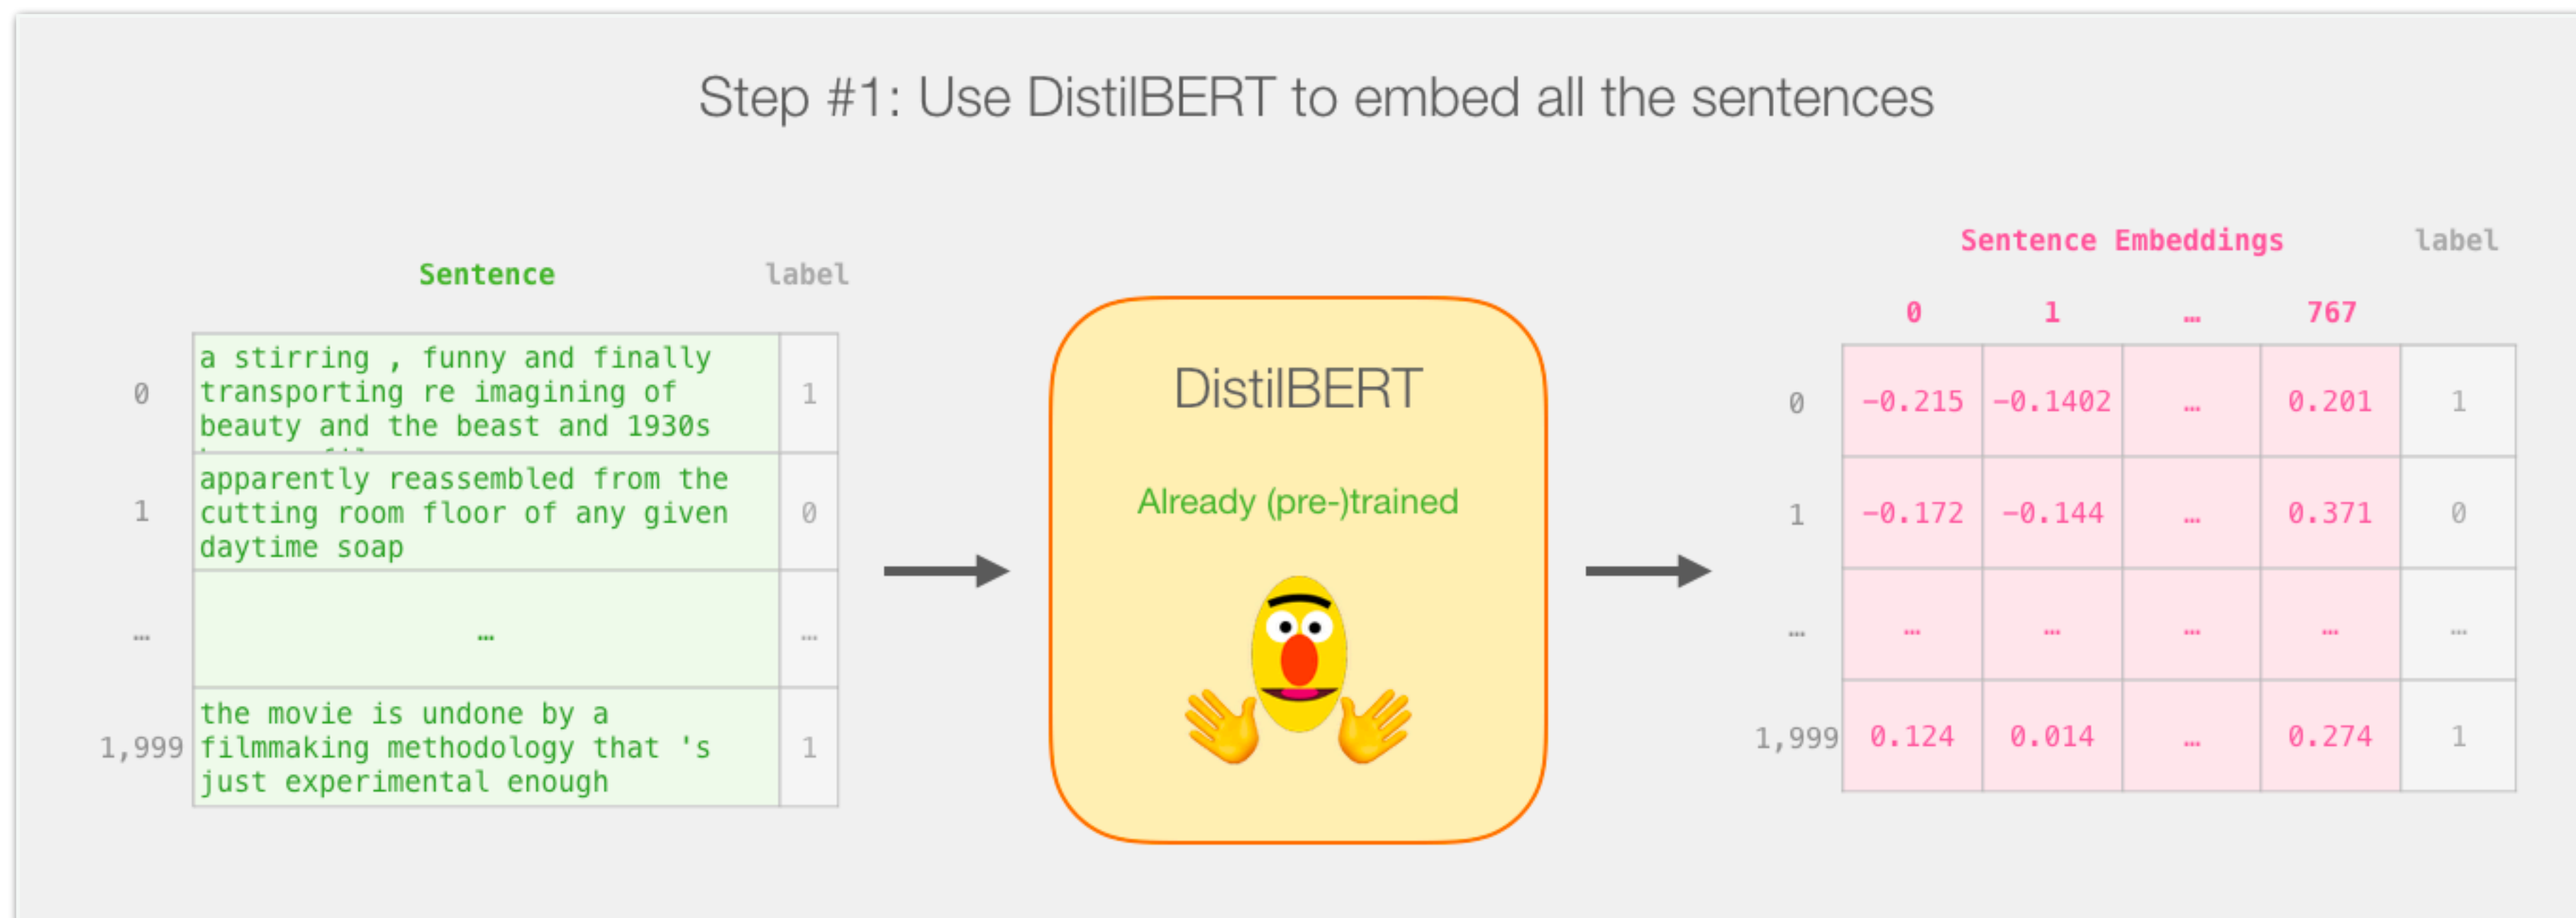 Step #1: Use DistilBERT to embed all the sentences
Sentence label
0
a stirring , funny and finally
transporting re imagining of
beauty and the beast and 1930s
1
1
apparently reassembled from the
cutting room floor of any given
daytime soap
0
…
…
…
1,999
the movie is undone by a
filmmaking methodology that 's
just experimental enough
1
DistilBERT
Already (pre-)trained
Sentence Embeddings label
0 1 … 767
0 −0.215 −0.1402 … 0.201 1
1 −0.172 −0.144 … 0.371 0
… … … … … …
1,999 0.124 0.014 … 0.274 1